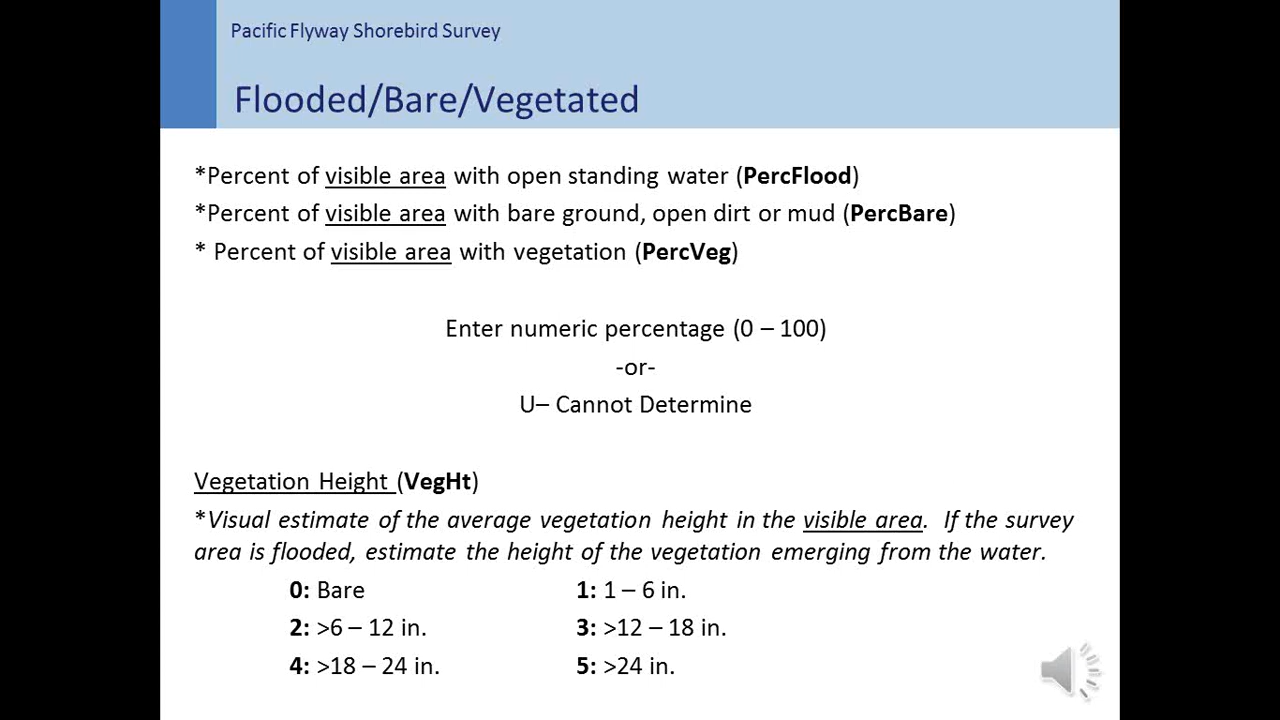 Pacific Flyway Shorebird Survey
Flooded/Bare/Vegetated
*Percent of visible area with open standing water (PercFlood)
*Percent of visible area with bare ground, open dirt or mud (PercBare)
* Percent of visible area with vegetation (PercVeg)
Enter numeric percentage (0 – 100)
-or-
U– Cannot Determine
Vegetation Height (VegHt)
*Visual estimate of the average vegetation height in the visible area. If the survey
area is flooded, estimate the height of the vegetation emerging from the water.
0: Bare 1: 1 – 6 in.
2: >6 – 12 in. 3: >12 – 18 in.
4: >18 – 24 in. 5: >24 in.